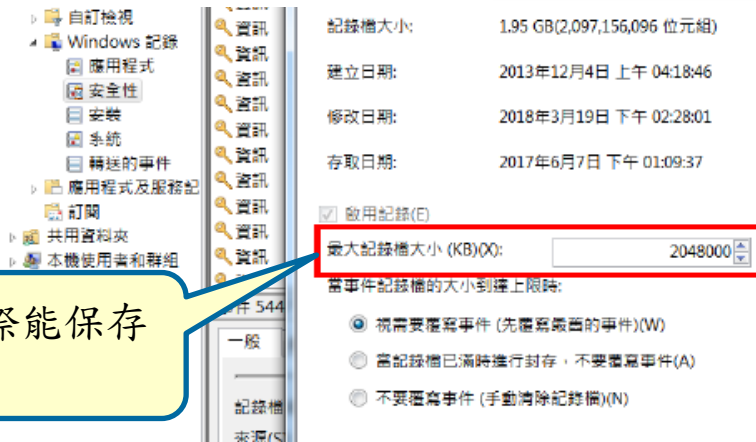 自訂檢視
Windows 記錄
應用程式
安全性
安裝
系統
轉送的事件
應用程式及服務記
訂閱
共用資料夾
本機使用者和群組
資訊
資訊
資訊
資訊
資訊
資訊
資訊
資訊
資訊
件 544
一般
記錄檔
來源(S
際能保存
記錄檔大小: 1.95 GB(2,097,156,096 位元組)
建立日期: 2013年12月4日 上午 04:18:46
修改日期: 2018年3月19日 下午 02:28:01
存取日期: 2017年6月7日 下午 01:09:37
啟用記錄(E)
最大記錄檔大小 (KB)(X): 2048000
當事件記錄檔的大小到達上限時:
視需要覆寫事件 (先覆寫最舊的事件)(W)
當記錄檔已滿時進行封存，不要覆寫事件(A)
不要覆寫事件 (手動清除記錄檔)(N)